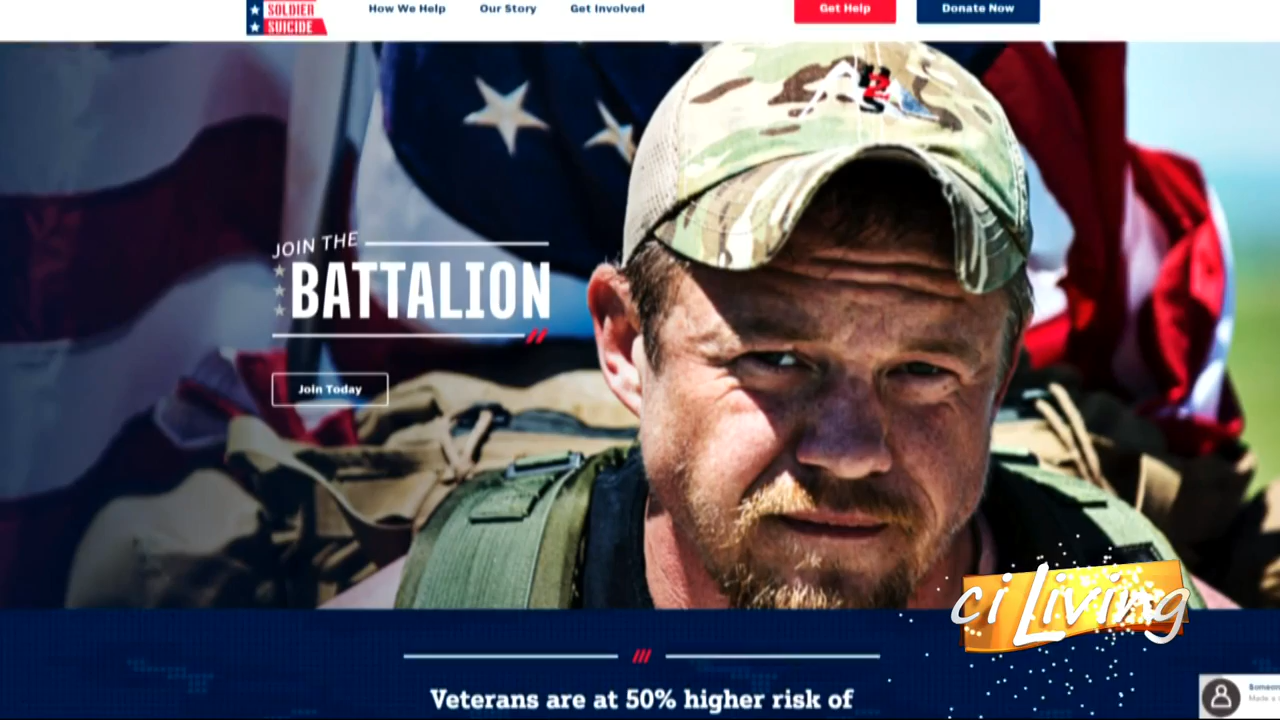 SOLDIER
SUICIDE
How We Help
Our Story
Get Involved
Get Help
Donate Now
JOIN THE
BATTALION
Join Today
ci Living
Veterans are at 50% higher risk of